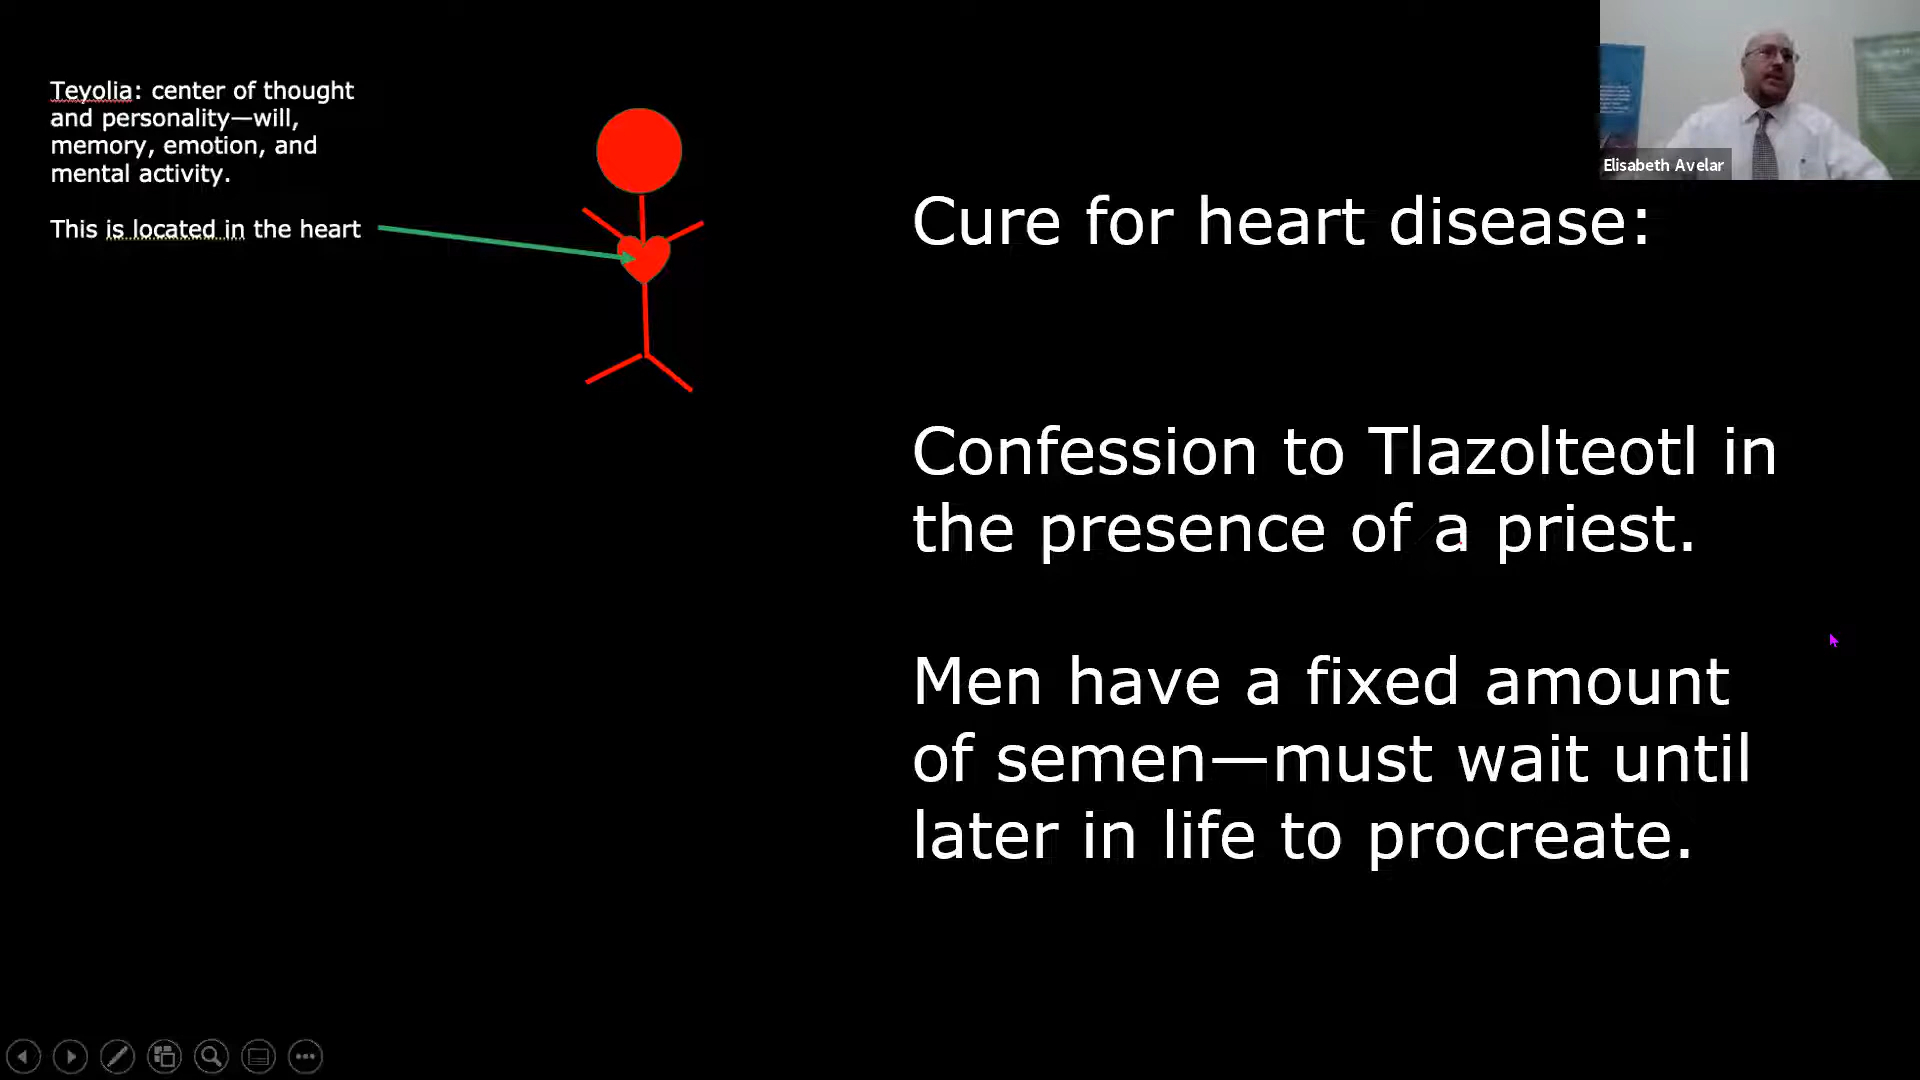 Teyolia: center of thought
and personality—will,
memory, emotion, and
mental activity.
This is located in the heart
Elisabeth Avelar
Cure for heart disease:
Confession to Tlazolteotl in
the presence of a priest.
Men have a fixed amount
of semen—must wait until
later in life to procreate.